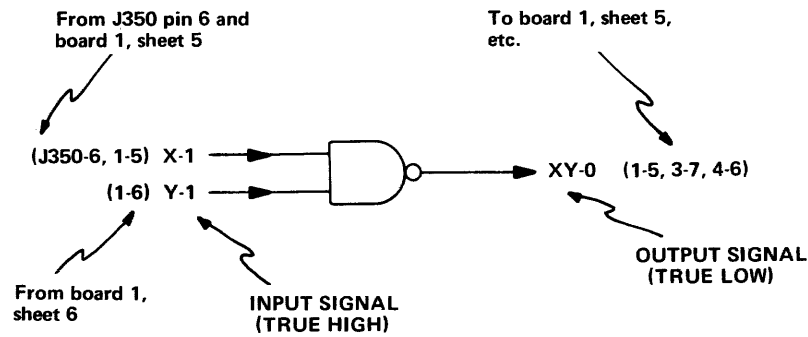 From J350 pin 6 and
board 1, sheet 5
To board 1, sheet 5,
etc.
(J350-6, 1-5) X-1
XY-0 (1-5, 3-7, 4-6)
(1-6) Y-1
From board 1,
sheet 6
INPUT SIGNAL
(TRUE HIGH)
OUTPUT SIGNAL
(TRUE LOW)